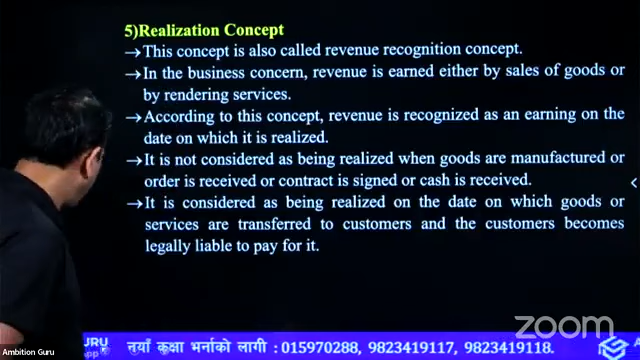 5)Realization Concept
→This concept is also called revenue recognition concept.
→In the business concern, revenue is earned either by sales of goods or
by rendering services.
→According to this concept, revenue is recognized as an earning on the
date on which it is realized.
→It is not considered as being realized when goods are manufactured or
order is received or contract is signed or cash is received.
→It is considered as being realized on the date on which goods or
services are transferred to customers and the customers becomes
legally liable to pay for it.
zoom
Ambition Guru
नयाँ कक्षा भर्नाको लागी : 015970288, 9823419117, 9823419118.